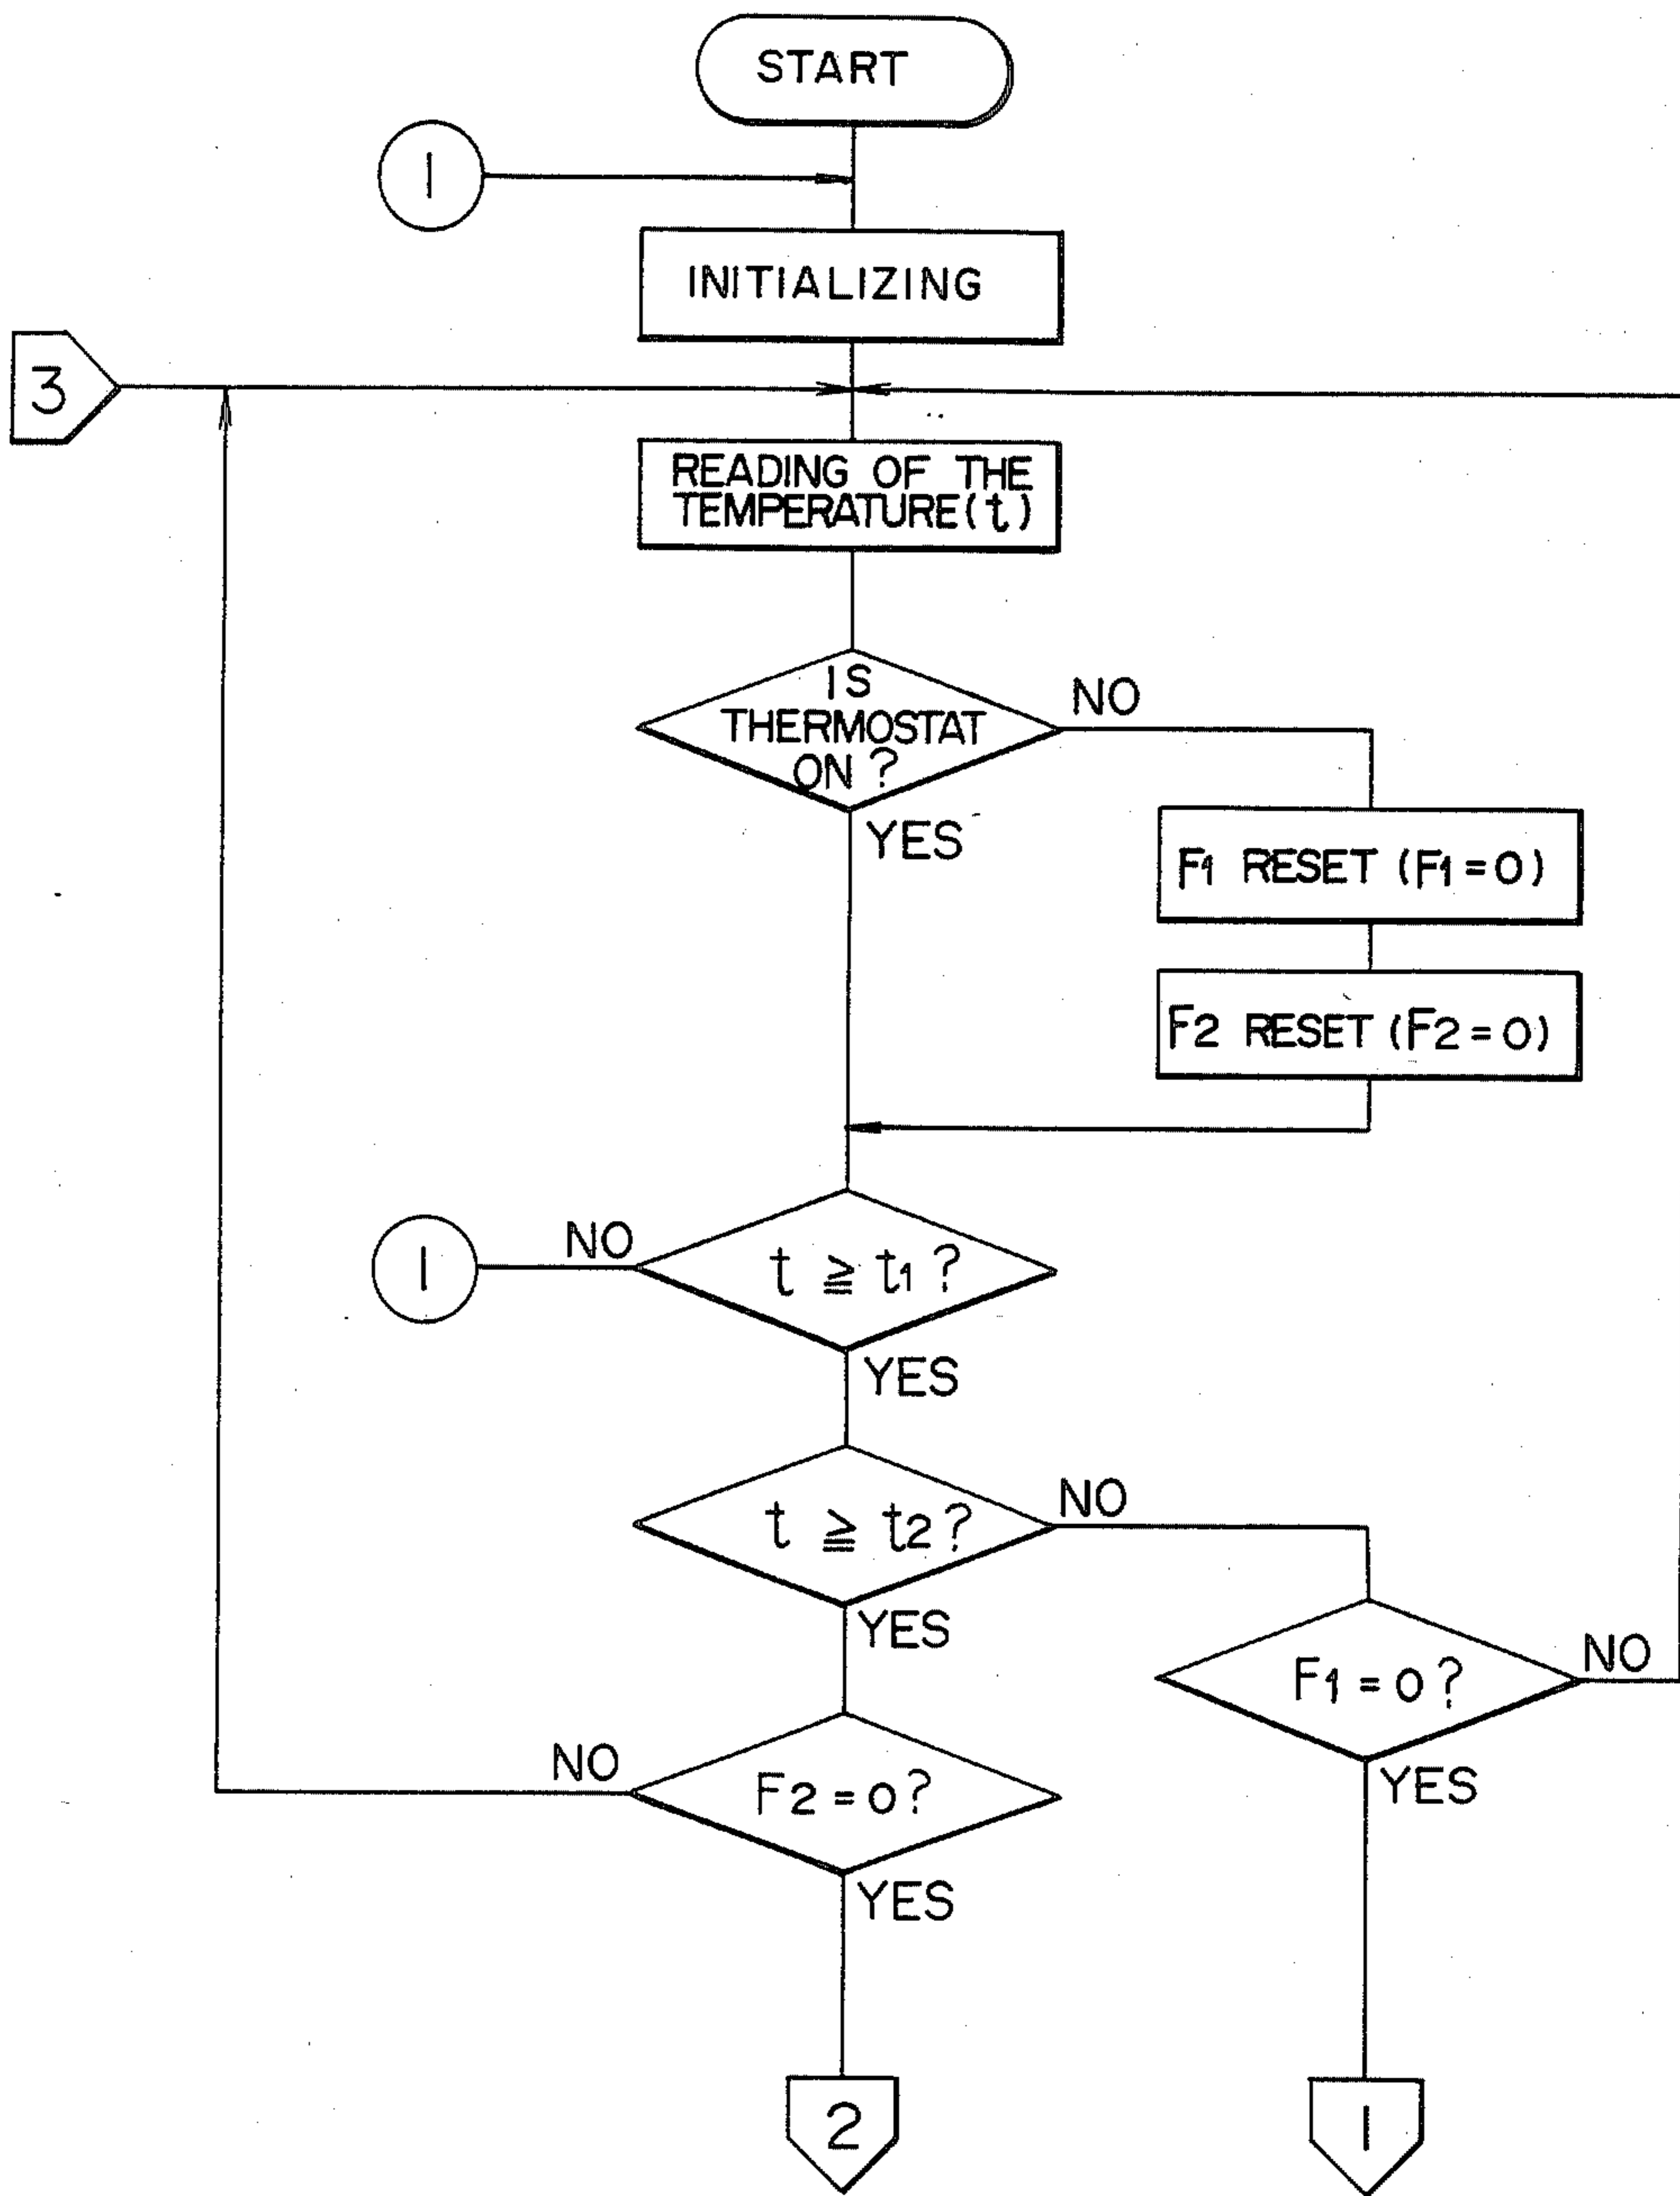 START
1
INITIALIZING
3
READING OF THE
TEMPERATURE(t)
IS
THERMOSTAT
ON ?
NO
YES
F1 RESET (F1=0)
F2 RESET (F2=0)
1
NO
t ≧ t1 ?
YES
t ≧ t2 ?
NO
YES
F1 = 0 ?
NO
YES
NO
F2 = 0 ?
YES
2
1